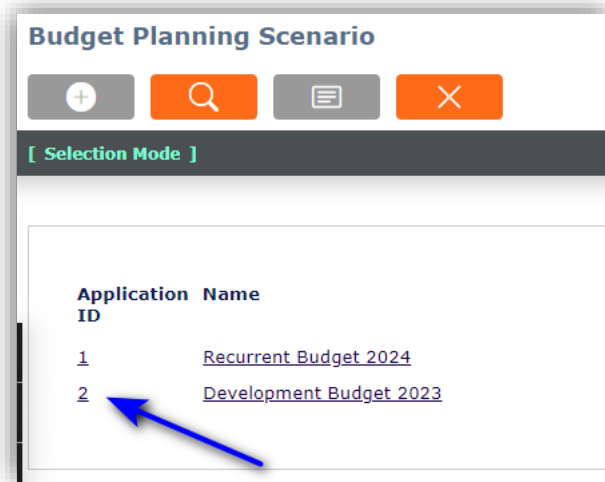 Budget Planning Scenario
[ Selection Mode ]
Application ID Name
1 Recurrent Budget 2024
2 Development Budget 2023